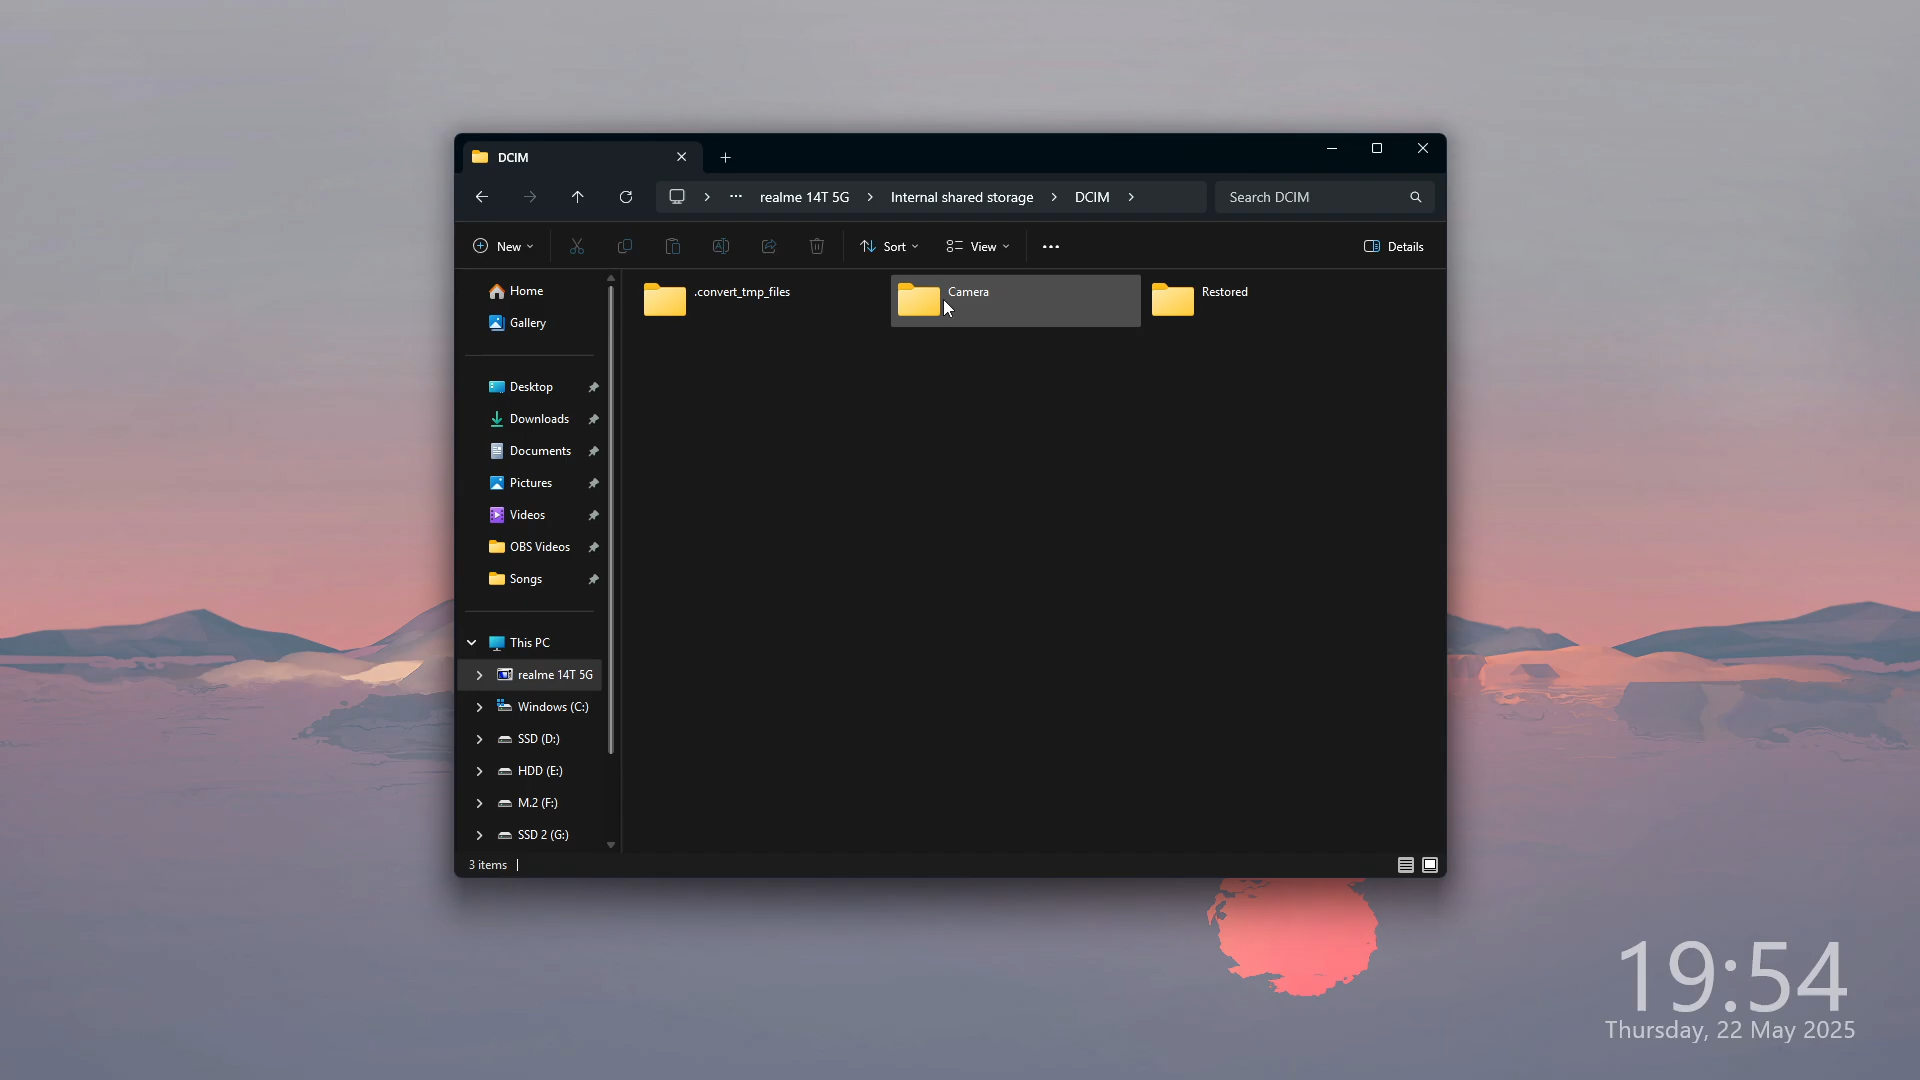 DCIM
realme 14T 5G
Internal shared storage
DCIM
Search DCIM
New
Sort
View
Details
Home
Gallery
Desktop
Downloads
Documents
Pictures
Videos
OBS Videos
Songs
This PC
realme 14T 5G
Windows (C:)
SSD (D:)
HDD (E:)
M.2 (F:)
SSD 2 (G:)
.convert_tmp_files
Camera
Restored
3 items
19:54
Thursday, 22 May 2025